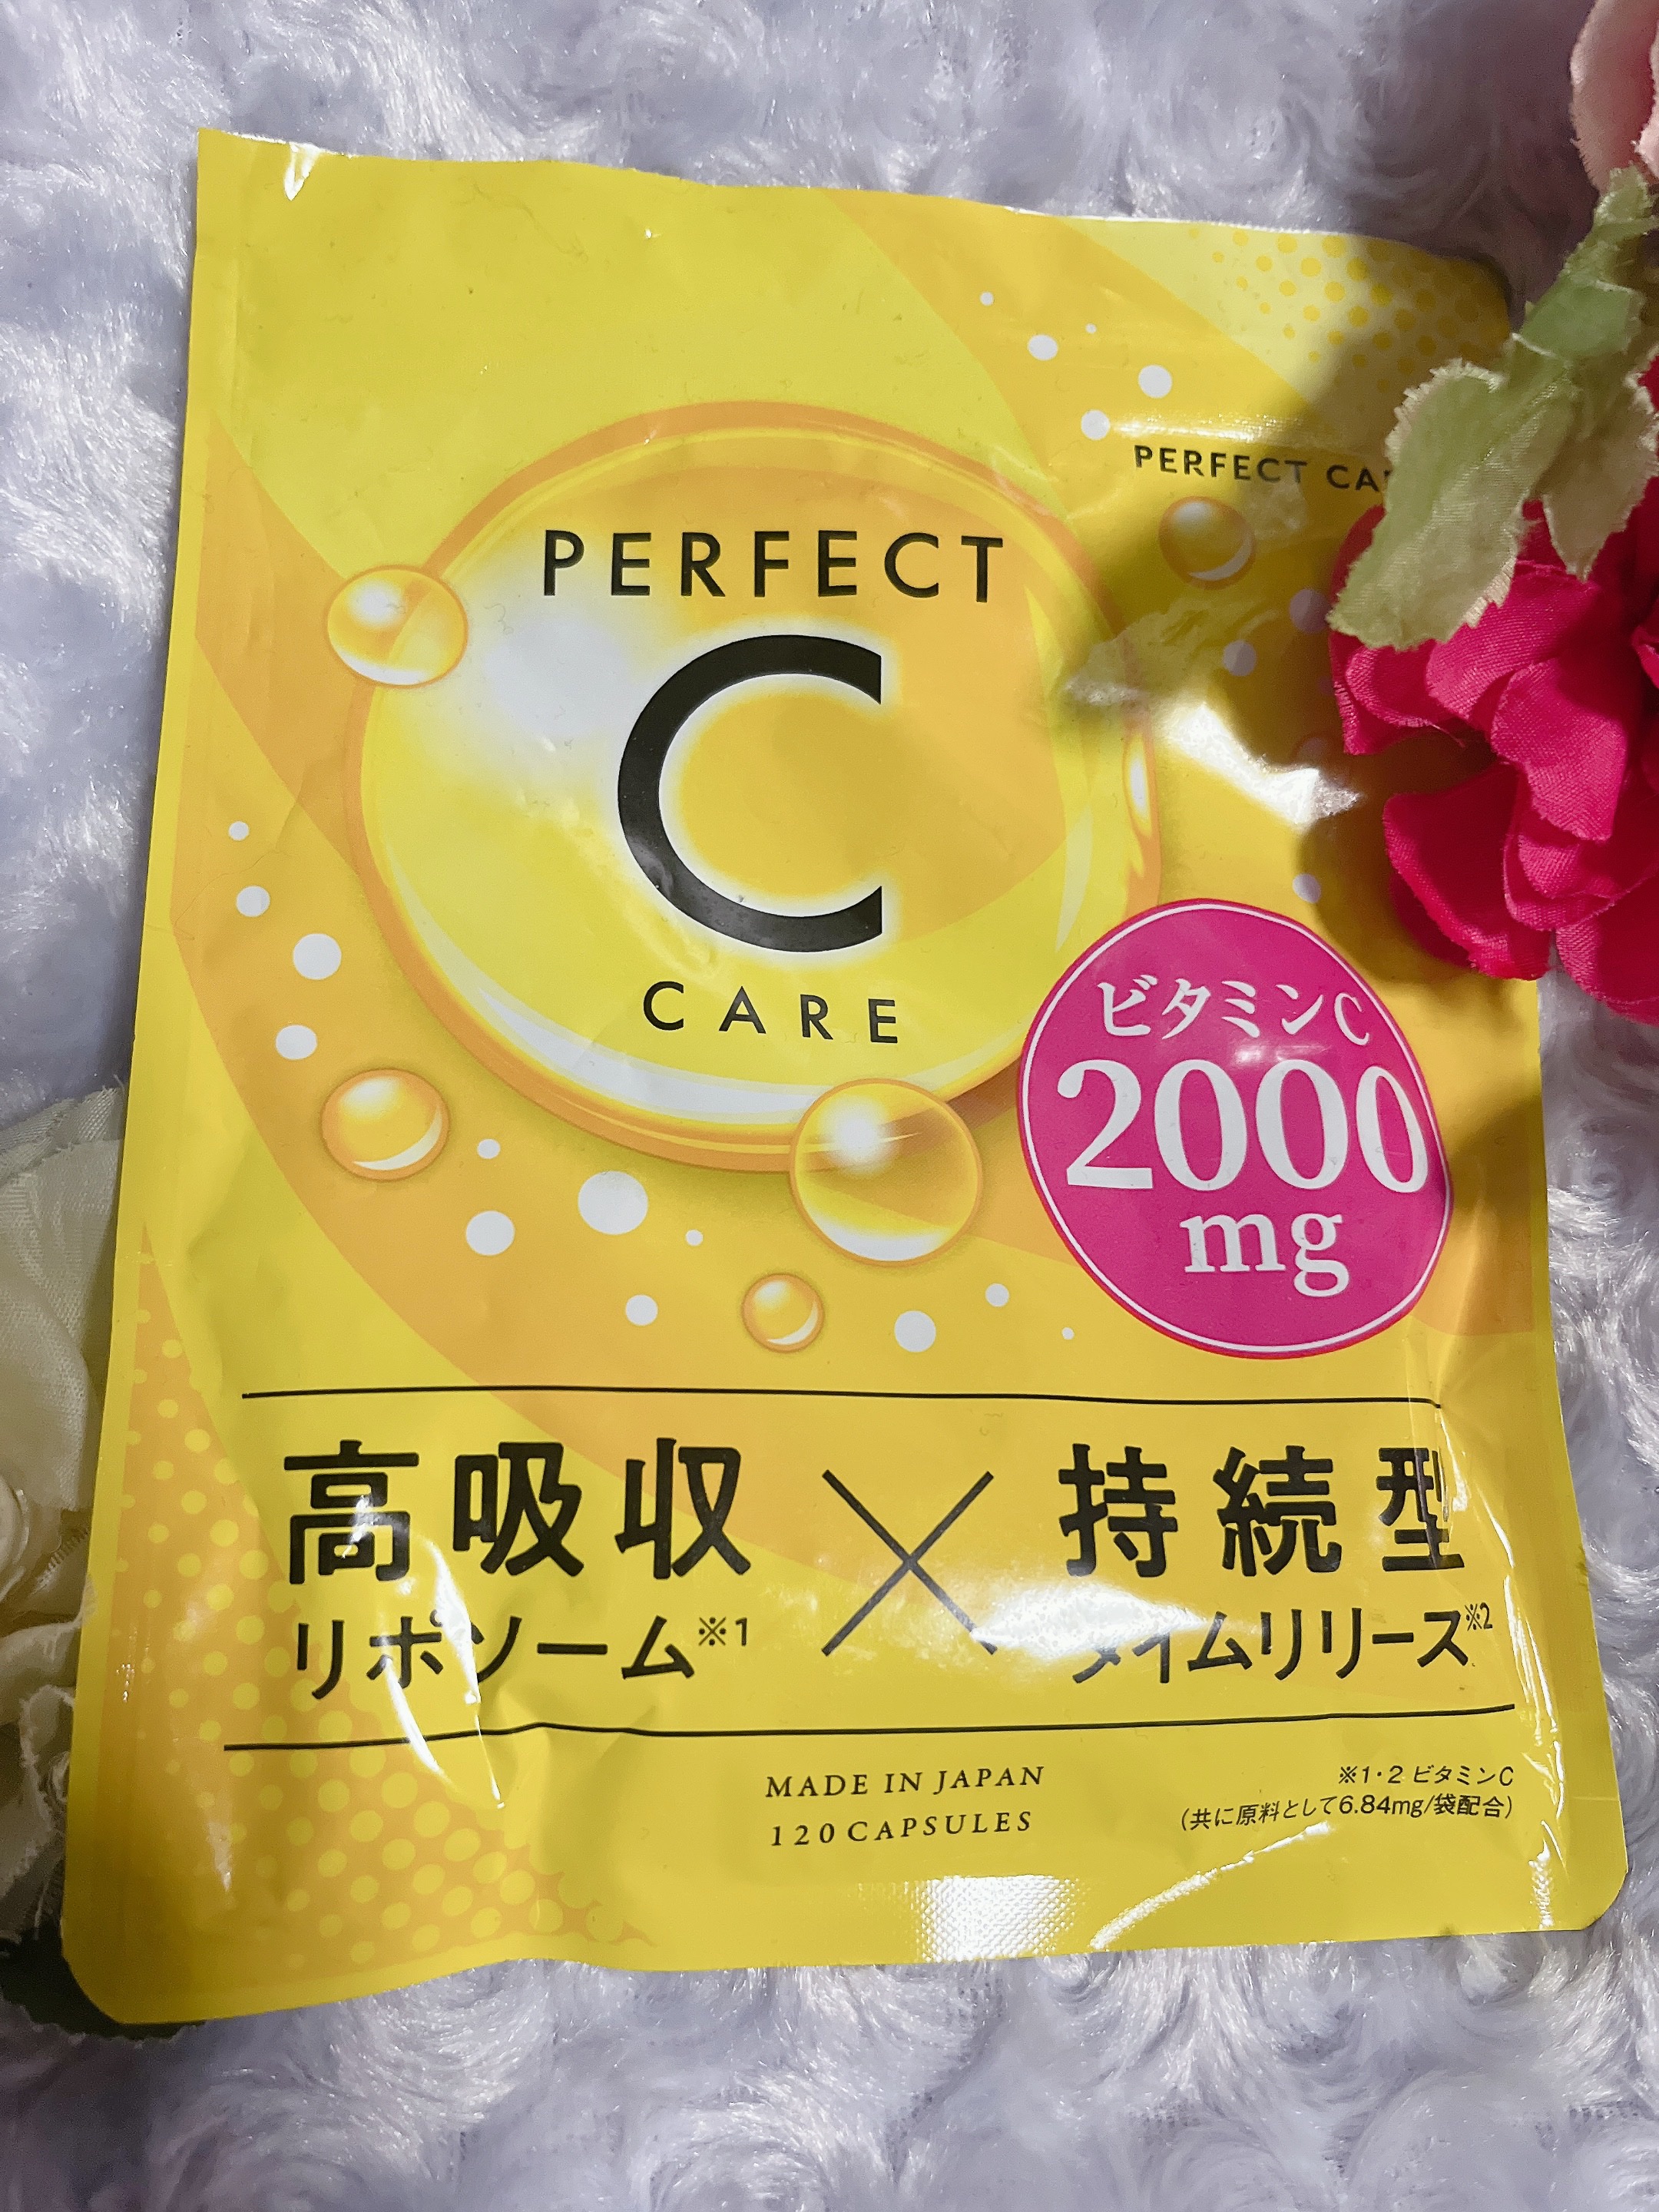 PERFECT
PERFECT
C
CARE
ビタミンC
2000
mg
高吸収
×
持続型
リポソーム※1
タイムリリース※2
MADE IN JAPAN
120 CAPSULES
※1・2 ビタミンC
(共に原料として6.84mg/袋配合)